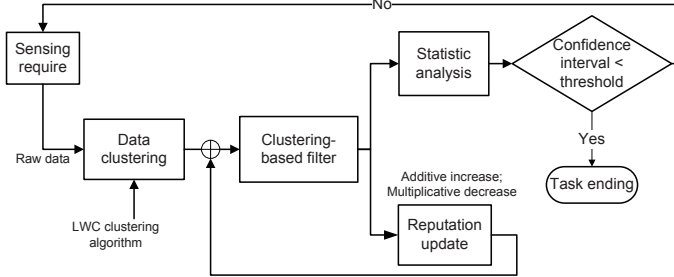 No
Sensing
require
Statistic
analysis
Confidence
interval <
threshold
Raw data
Data
clustering
Clustering-
based filter
Yes
Task ending
LWC clustering
algorithm
Additive increase;
Multiplicative decrease
Reputation
update